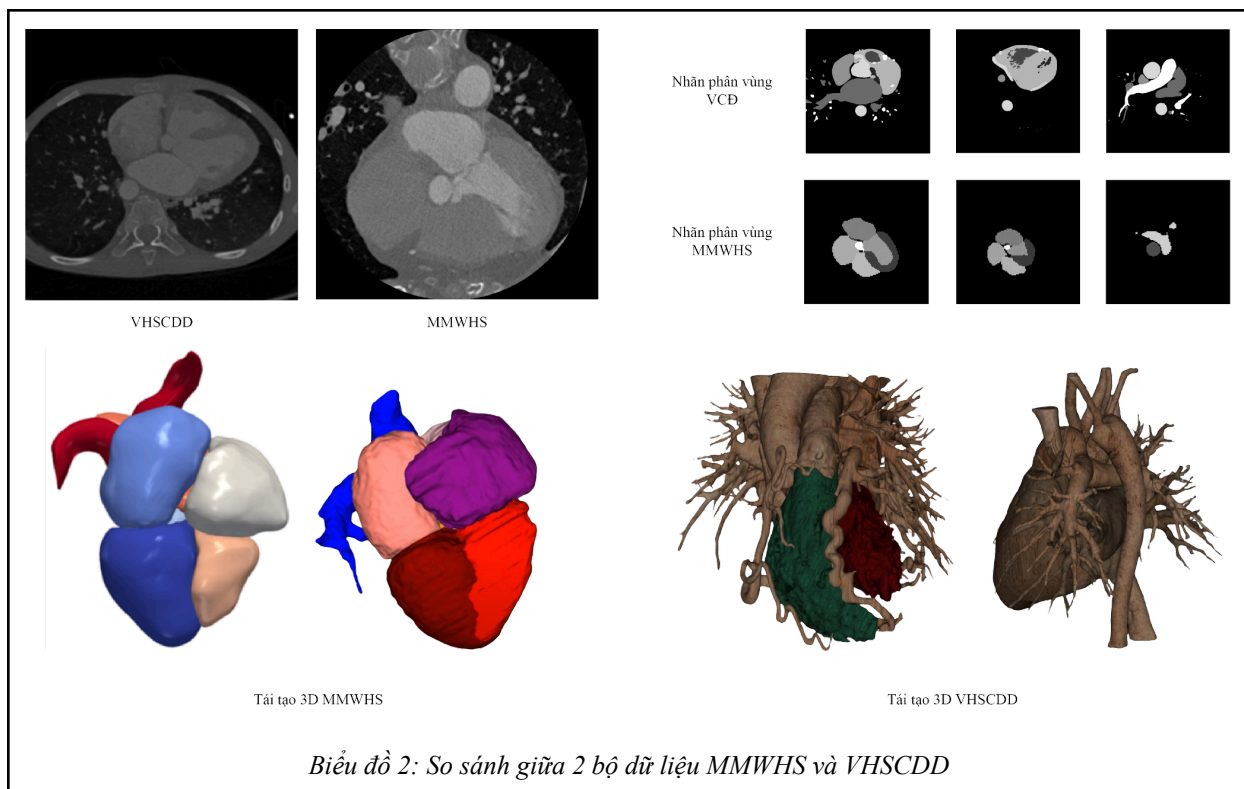 Nhãn phân vùng
VCĐ
Nhãn phân vùng
MMWHS
VHSCDD
MMWHS
Tái tạo 3D MMWHS
Tái tạo 3D VHSCDD
Biểu đồ 2: So sánh giữa 2 bộ dữ liệu MMWHS và VHSCDD